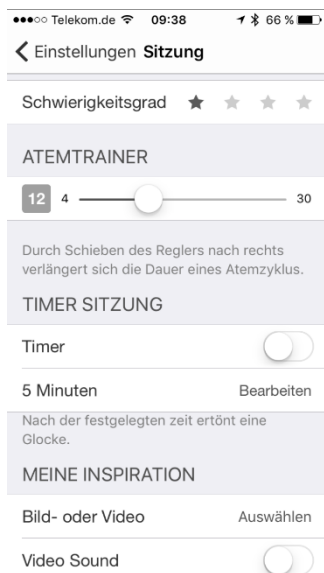 Telekom.de 09:38 66 %
Einstellungen Sitzung
Schwierigkeitsgrad
ATEMTRAINER
12 4 30
Durch Schieben des Reglers nach rechts
verlängert sich die Dauer eines Atemzyklus.
TIMER SITZUNG
Timer
5 Minuten Bearbeiten
Nach der festgelegten zeit ertönt eine
Glocke.
MEINE INSPIRATION
Bild- oder Video Auswählen
Video Sound